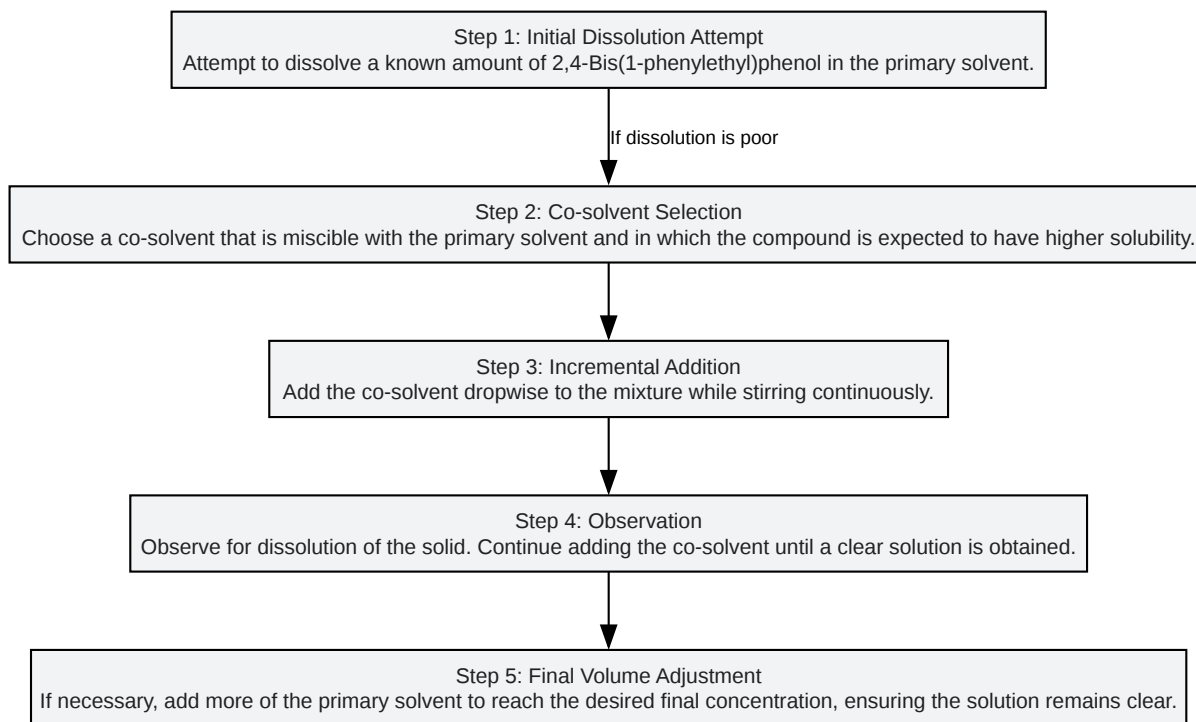 Step 1: Initial Dissolution Attempt
Attempt to dissolve a known amount of 2,4-Bis(1-phenylethyl)phenol in the primary solvent.
If dissolution is poor
Step 2: Co-solvent Selection
Choose a co-solvent that is miscible with the primary solvent and in which the compound is expected to have higher solubility.
Step 3: Incremental Addition
Add the co-solvent dropwise to the mixture while stirring continuously.
Step 4: Observation
Observe for dissolution of the solid. Continue adding the co-solvent until a clear solution is obtained.
Step 5: Final Volume Adjustment
If necessary, add more of the primary solvent to reach the desired final concentration, ensuring the solution remains clear.